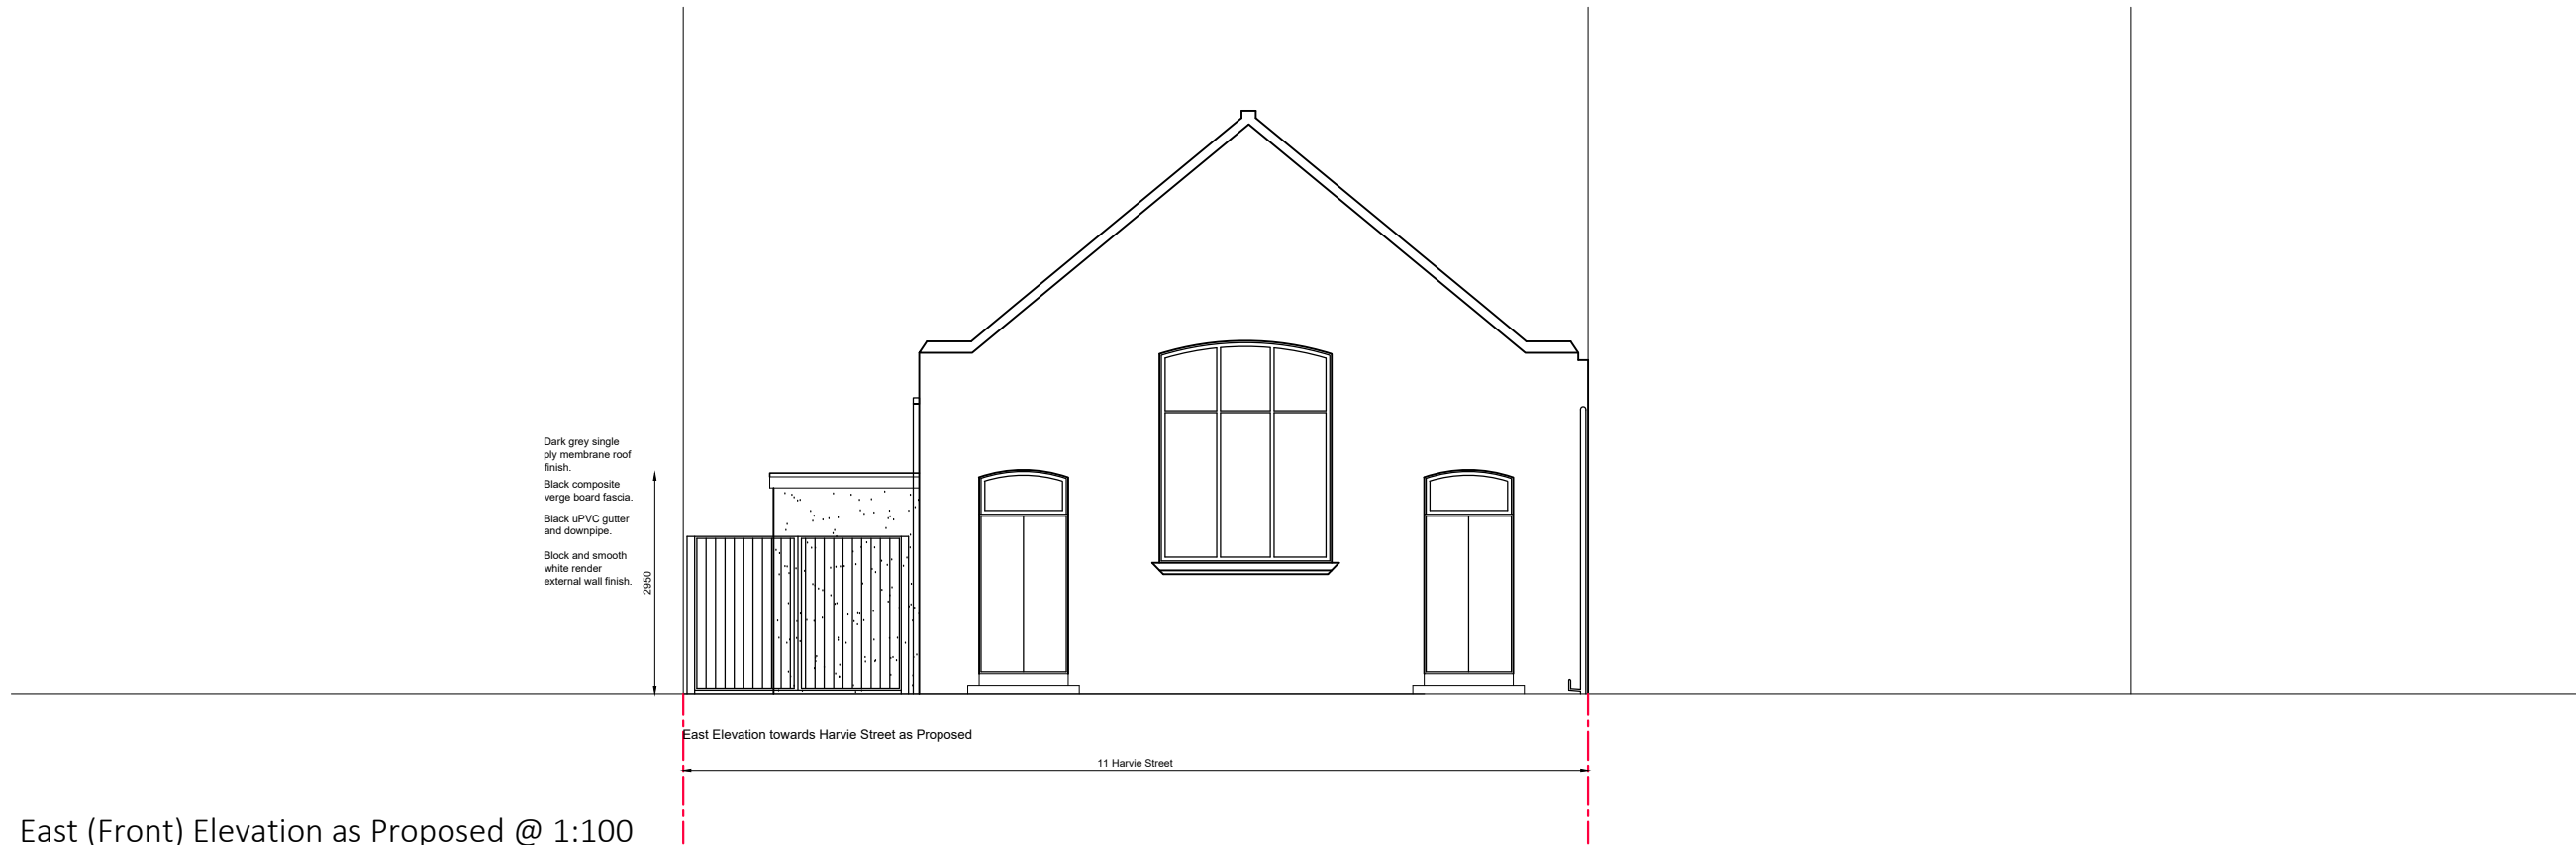 Dark grey single
ply membrane roof
finish.
Black composite
verge board fascia.
Black uPVC gutter
and downpipe.
Block and smooth
white render
external wall finish.
2950
East Elevation towards Harvie Street as Proposed
11 Harvie Street
East (Front) Elevation as Proposed @ 1:100